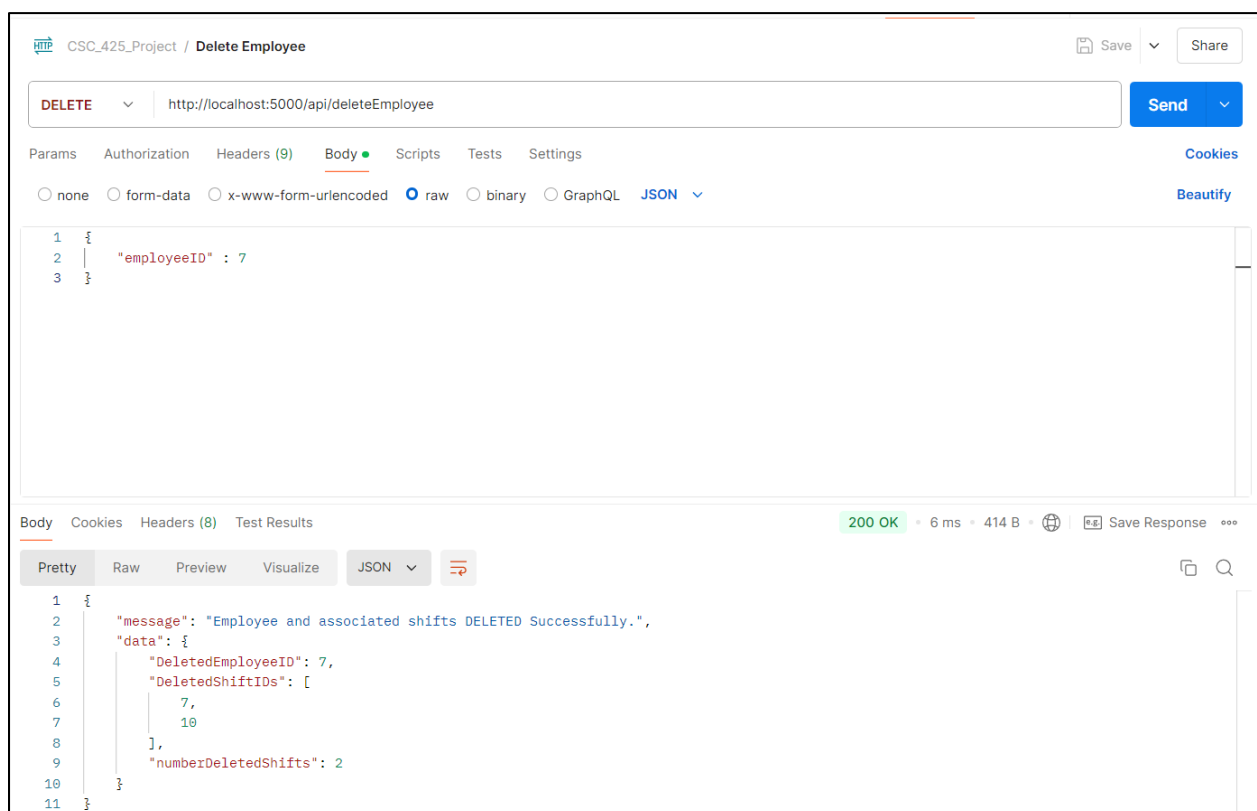 HTTP CSC_425_Project / Delete Employee Save Share
DELETE http://localhost:5000/api/deleteEmployee Send
Params Authorization Headers (9) Body Scripts Tests Settings Cookies
none form-data x-www-form-urlencoded raw binary GraphQL JSON Beautify
1 {
2 "employeeID" : 7
3 }
Body Cookies Headers (8) Test Results 200 OK 6 ms 414 B e.g. Save Response
Pretty Raw Preview Visualize JSON
1 {
2 "message": "Employee and associated shifts DELETED Successfully.",
3 "data": {
4 "DeletedEmployeeID": 7,
5 "DeletedShiftIDs": [
6 7,
7 10
8 ],
9 "numberDeletedShifts": 2
10 }
11 }